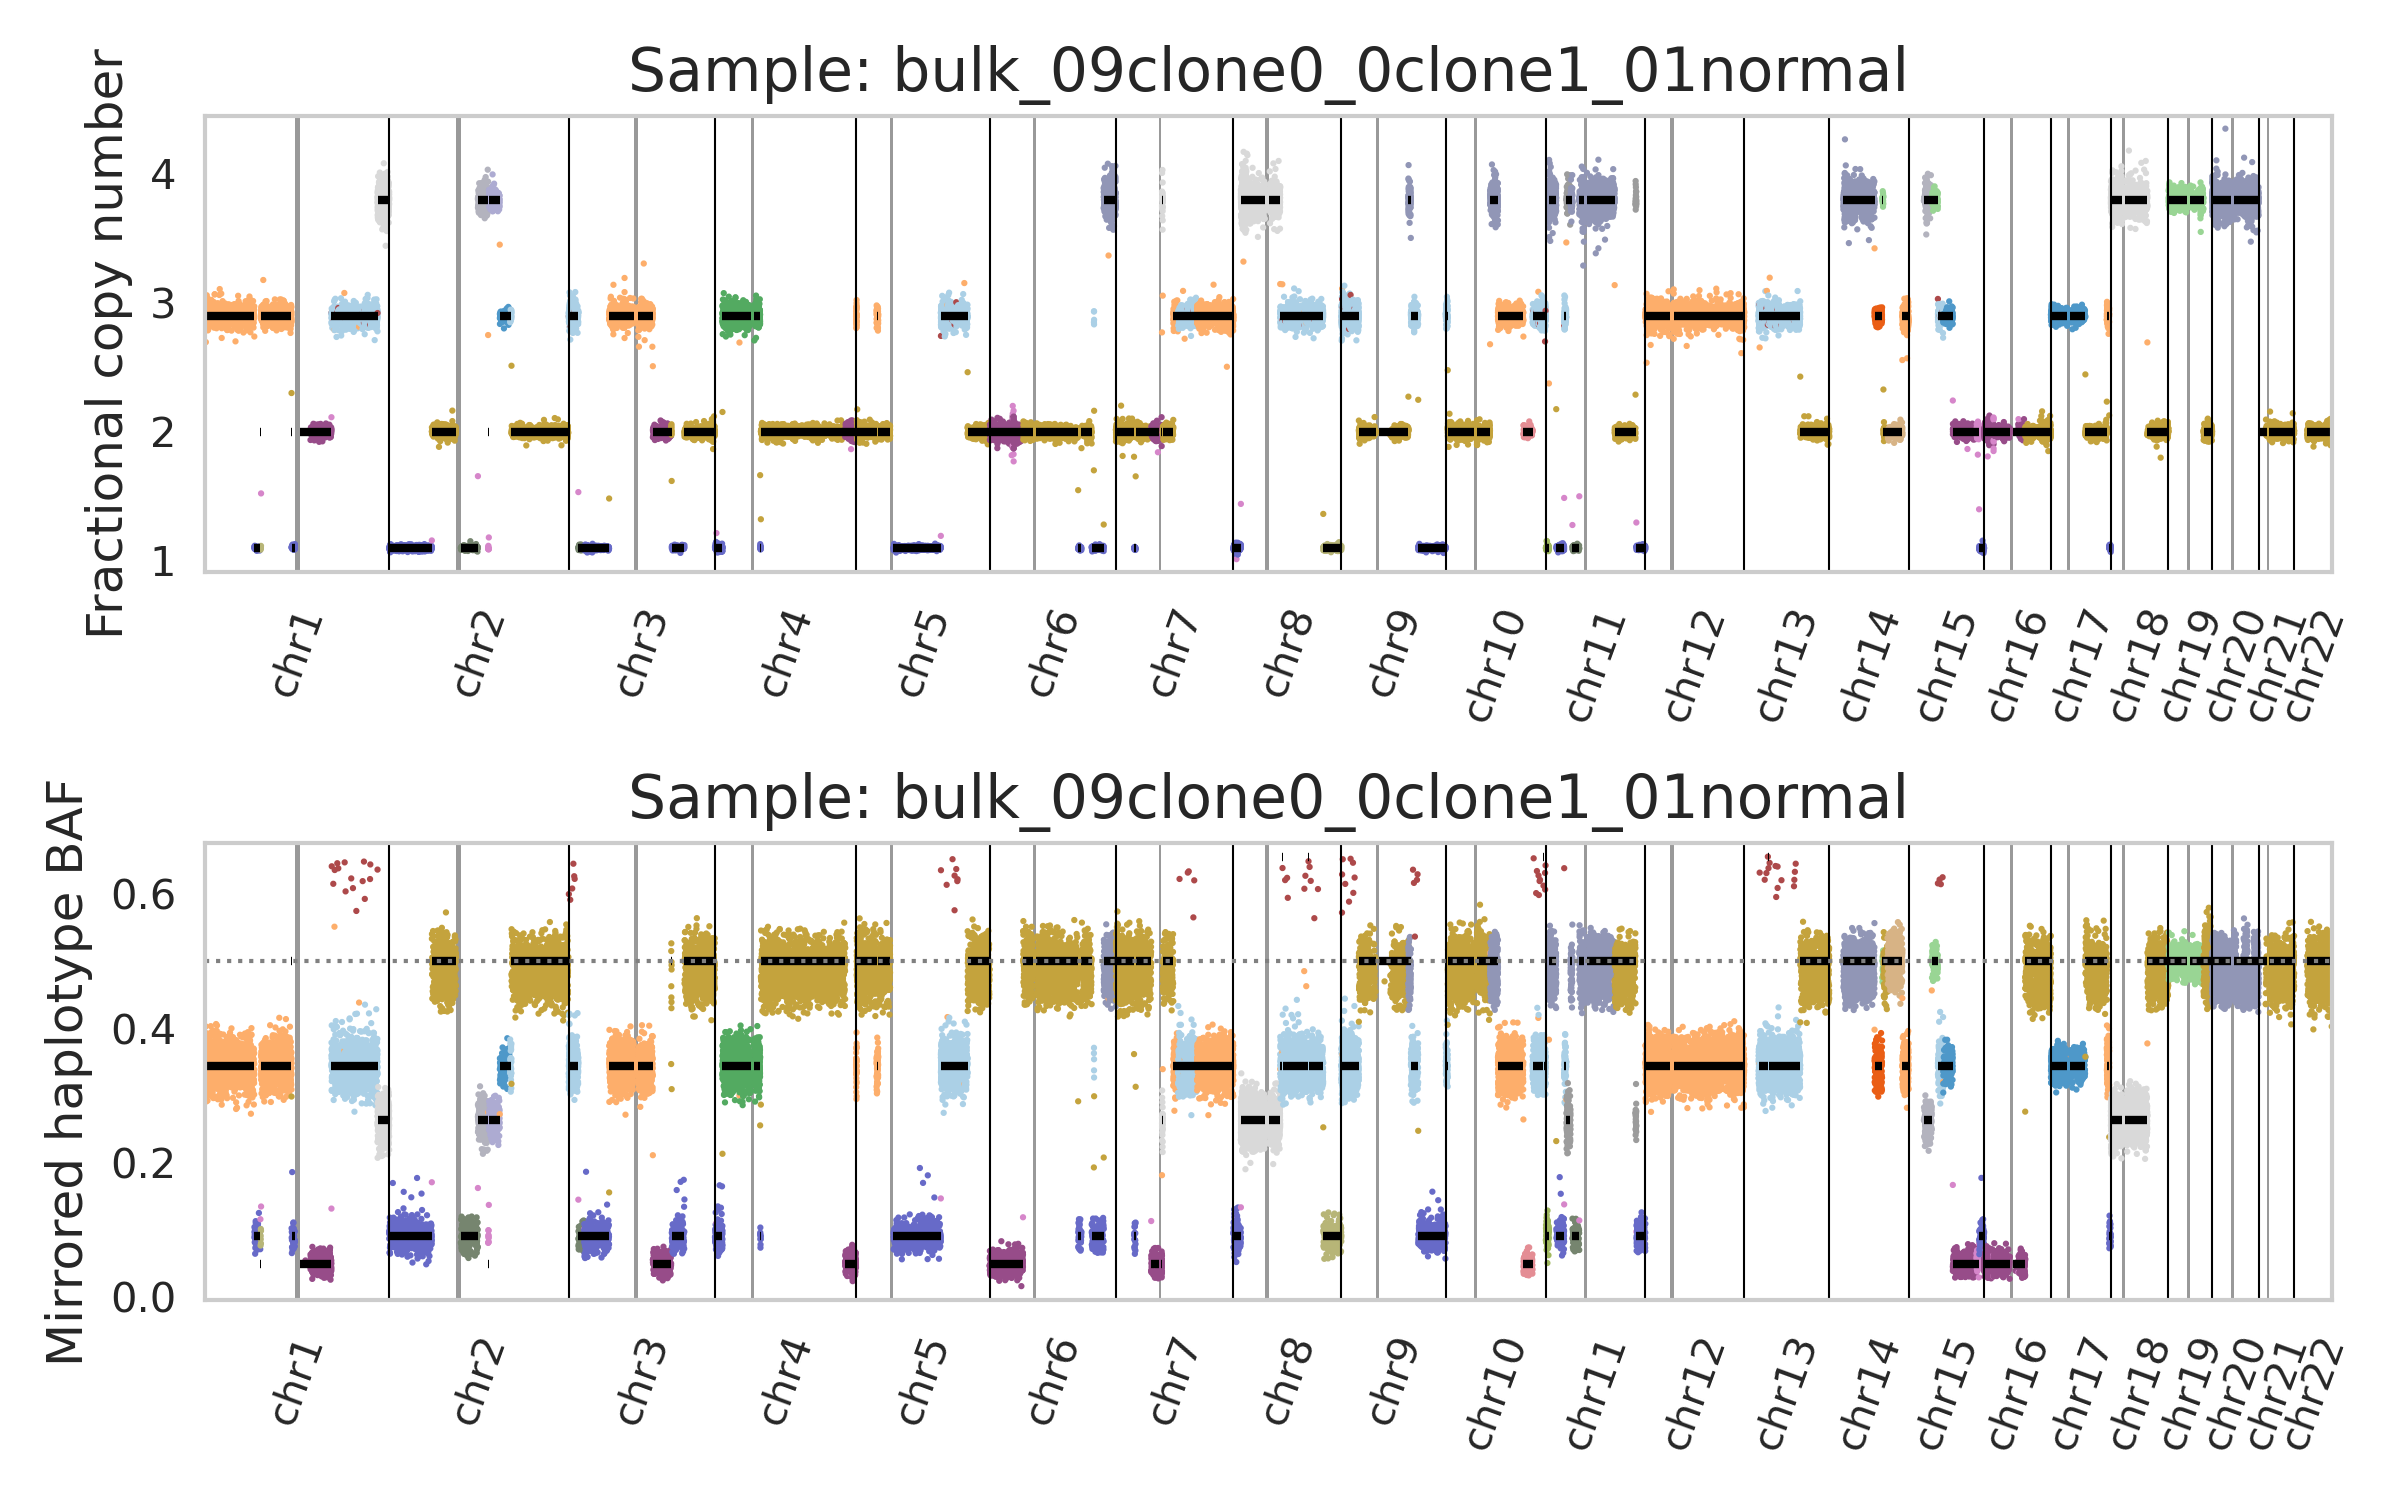 Sample: bulk_09clone0_0clone1_01normal
Fractional copy number
4
3
2
1
chr1 chr2 chr3 chr4 chr5 chr6 chr7 chr8 chr9 chr10 chr11 chr12 chr13 chr14 chr15 chr16 chr17 chr18 chr19 chr20 chr21 chr22
Sample: bulk_09clone0_0clone1_01normal
Mirrored haplotype BAF
0.6
0.4
0.2
0.0
chr1 chr2 chr3 chr4 chr5 chr6 chr7 chr8 chr9 chr10 chr11 chr12 chr13 chr14 chr15 chr16 chr17 chr18 chr19 chr20 chr21 chr22